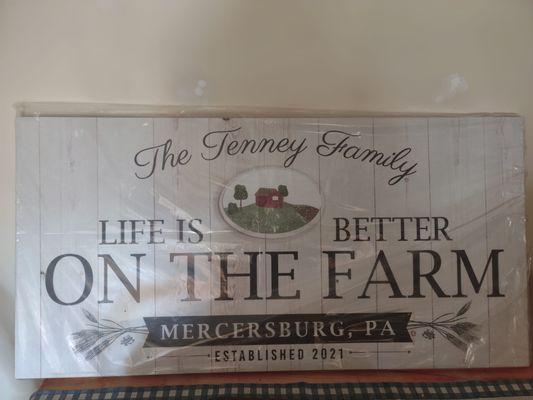 The Tenney Family
LIFE IS BETTER
ON THE FARM
MERCERSBURG, PA
ESTABLISHED 2021